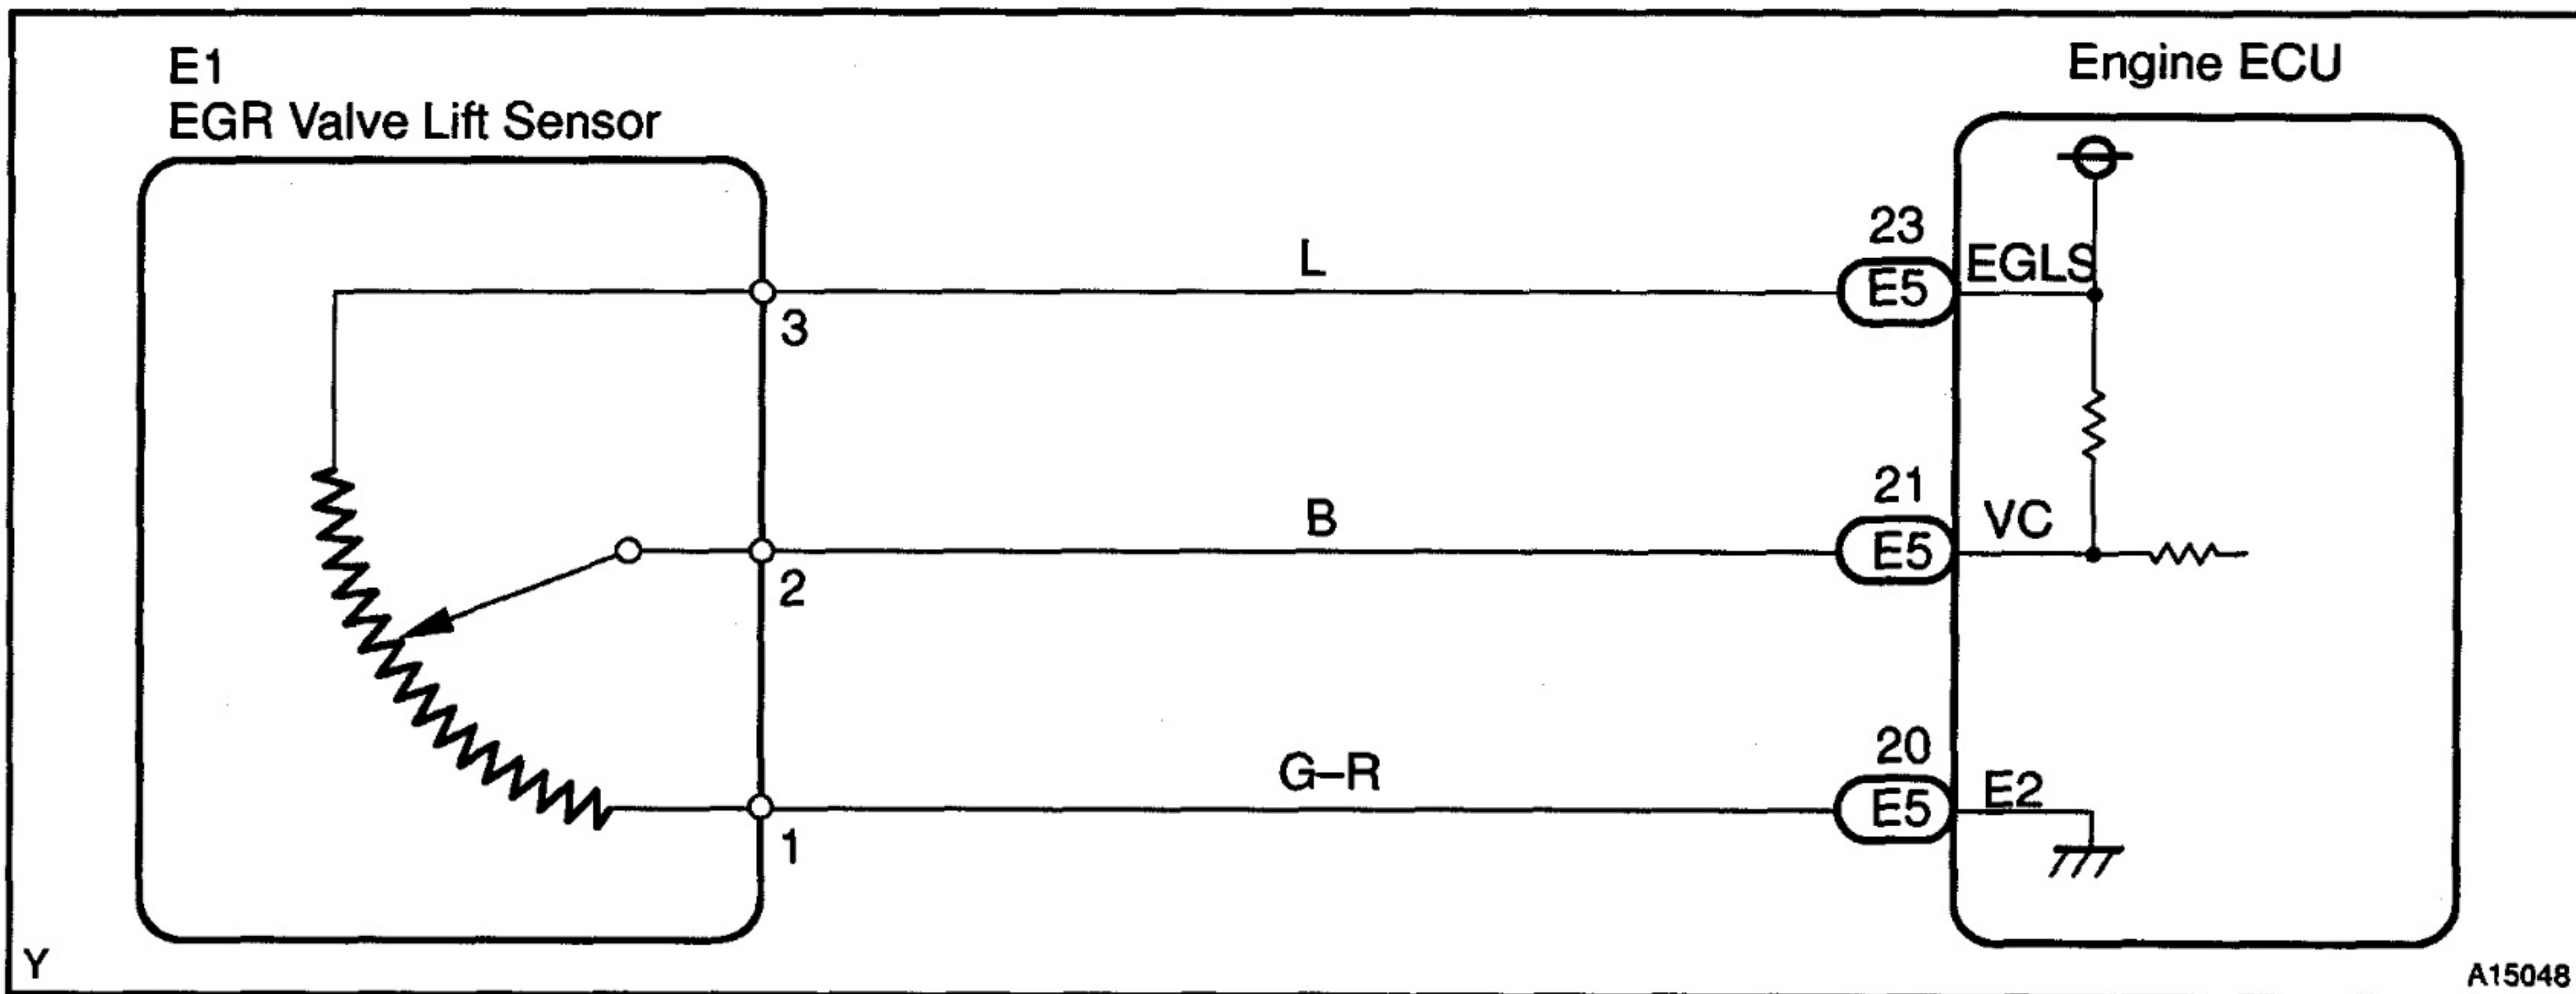 E1
EGR Valve Lift Sensor
Engine ECU
3
L
23
E5
EGLS
2
B
21
E5
VC
1
G–R
20
E5
E2
Y
A15048